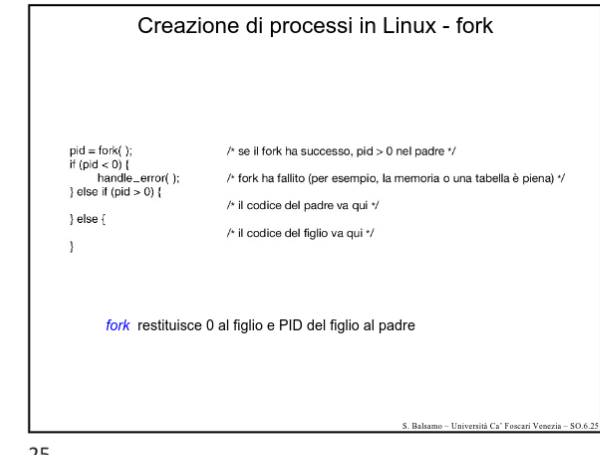 Creazione di processi in Linux - fork
pid = fork( ); /* se il fork ha successo, pid > 0 nel padre */
if (pid < 0) {
handle_error( ); /* fork ha fallito (per esempio, la memoria o una tabella è piena) */
} else if (pid > 0) {
/* il codice del padre va qui */
} else {
/* il codice del figlio va qui */
}
fork restituisce 0 al figlio e PID del figlio al padre
S. Balsamo – Università Ca’ Foscari Venezia – SO.6.25
25